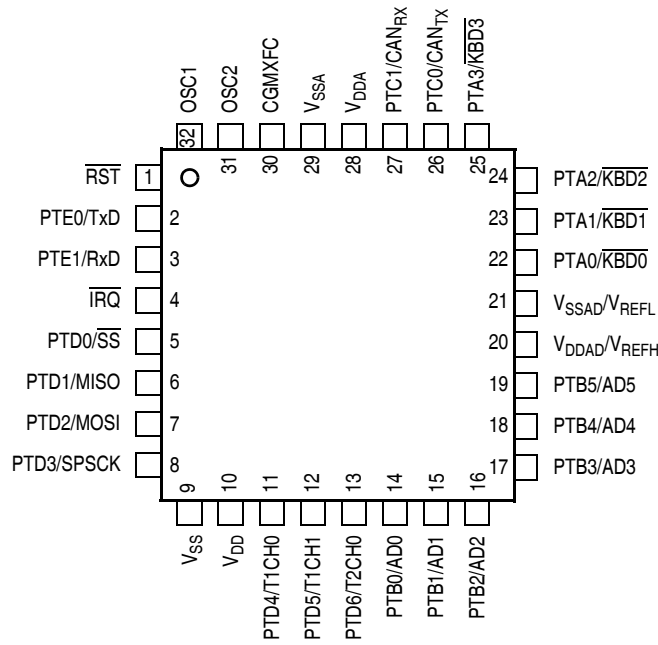 OSC1
OSC2
CGMXFC
VSSA
VDDA
PTC1/CANRX
PTC0/CANTX
PTA3/KBD3
32
31
30
29
28
27
26
25
RST 1
PTE0/TxD 2
PTE1/RxD 3
IRQ 4
PTD0/SS 5
PTD1/MISO 6
PTD2/MOSI 7
PTD3/SPSCK 8
24 PTA2/KBD2
23 PTA1/KBD1
22 PTA0/KBD0
21 VSSAD/VREFL
20 VDDAD/VREFH
19 PTB5/AD5
18 PTB4/AD4
17 PTB3/AD3
9
10
11
12
13
14
15
16
VSS
VDD
PTD4/T1CH0
PTD5/T1CH1
PTD6/T2CH0
PTB0/AD0
PTB1/AD1
PTB2/AD2